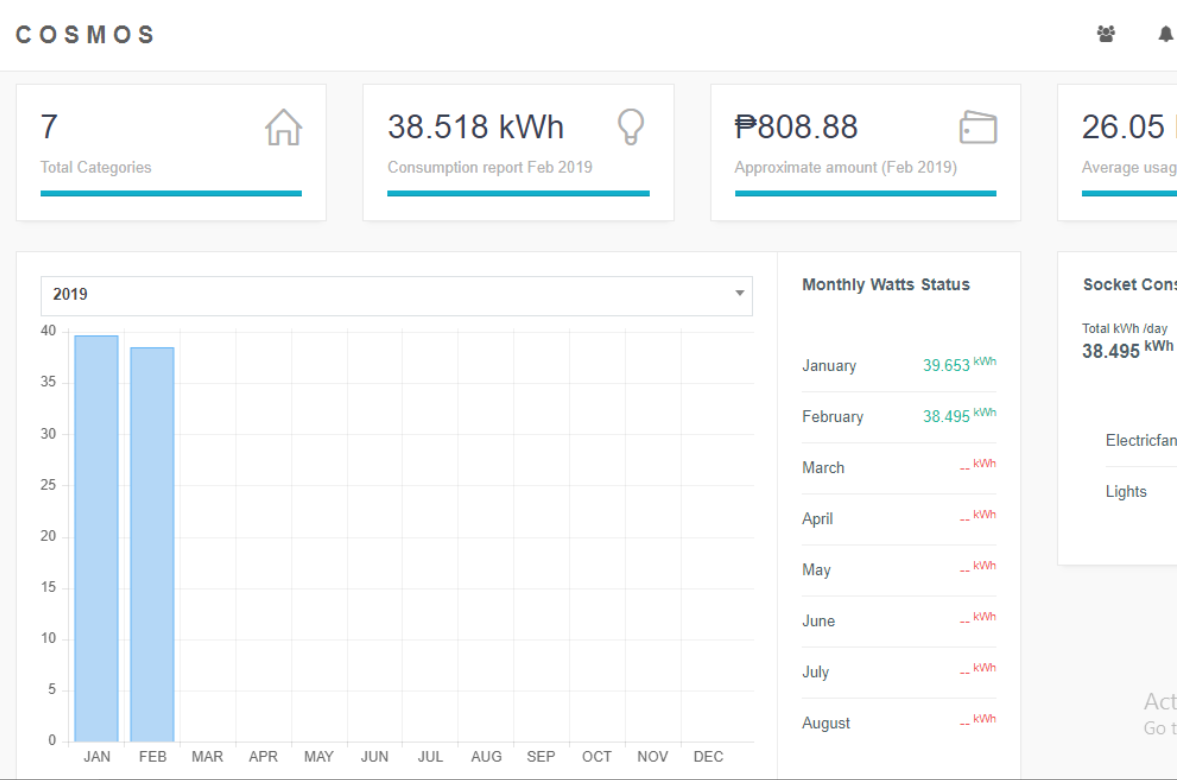 COSMOS
7
Total Categories
38.518 kWh
Consumption report Feb 2019
₱808.88
Approximate amount (Feb 2019)
26.05
Average
2019
40
35
30
25
20
15
10
5
0
JAN FEB MAR APR MAY JUN JUL AUG SEP OCT NOV DEC
Monthly Watts Status
January 39.653 kWh
February 38.495 kWh
March -- kWh
April -- kWh
May -- kWh
June -- kWh
July -- kWh
August -- kWh
Socket
Total kWh /day
38.495 kWh
Electricfan
Lights
Go